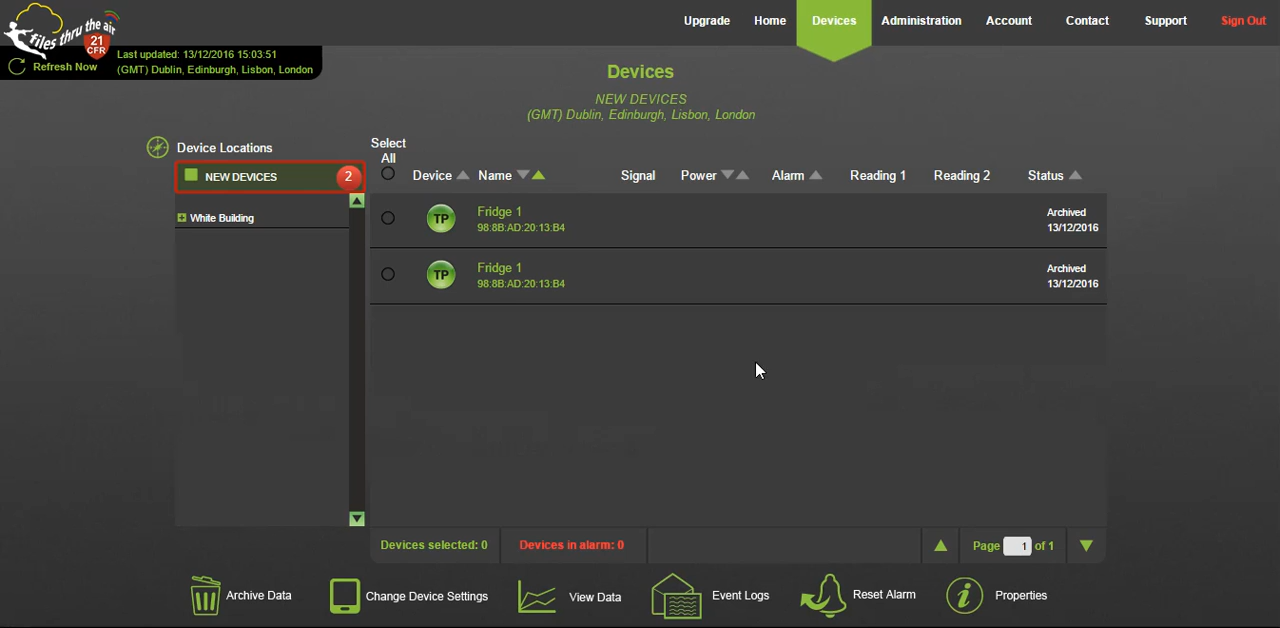 Upgrade Home Devices Administration Account Contact Support Sign Out
files thru the air
21
CFR
Last updated: 13/12/2016 15:03:51
Refresh Now
(GMT) Dublin, Edinburgh, Lisbon, London
Devices
NEW DEVICES
(GMT) Dublin, Edinburgh, Lisbon, London
Device Locations
NEW DEVICES 2
White Building
Select
All
Device Name Signal Power Alarm Reading 1 Reading 2 Status
TP Fridge 1 Archived
98:8B:AD:20:13:B4 13/12/2016
TP Fridge 1 Archived
98:8B:AD:20:13:B4 13/12/2016
Devices selected: 0 Devices in alarm: 0 Page 1 of 1
Archive Data Change Device Settings View Data Event Logs Reset Alarm Properties